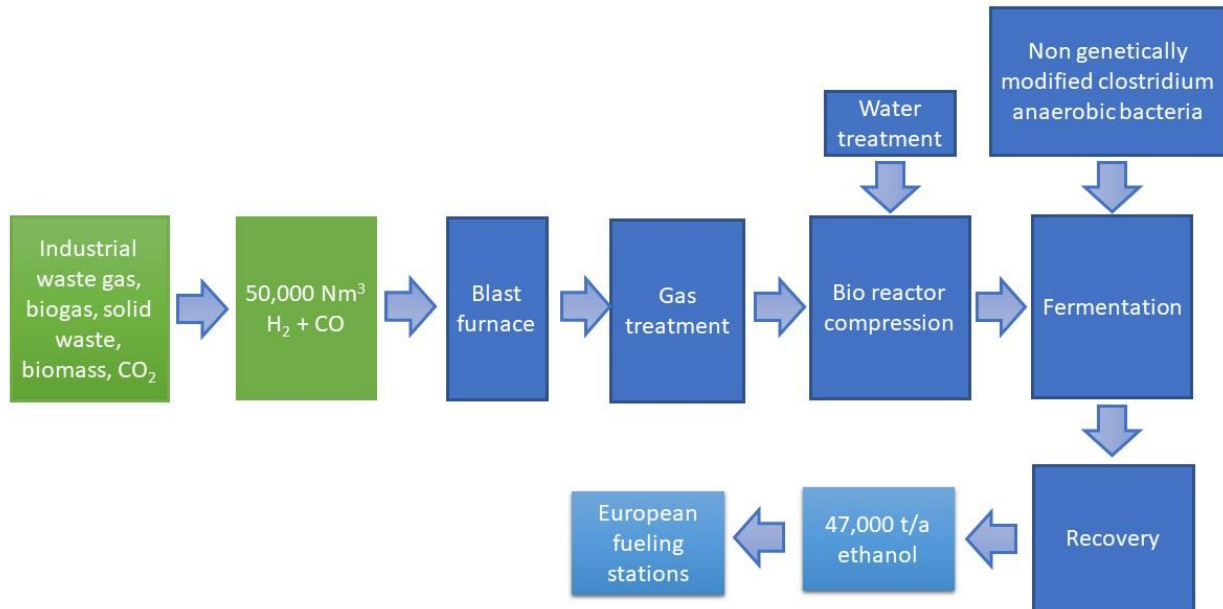 Non genetically
modified clostridium
anaerobic bacteria
Water
treatment
Industrial
waste gas,
biogas, solid
waste,
biomass, CO₂
50,000 Nm³
H₂ + CO
Blast
furnace
Gas
treatment
Bio reactor
compression
Fermentation
European
fueling
stations
47,000 t/a
ethanol
Recovery